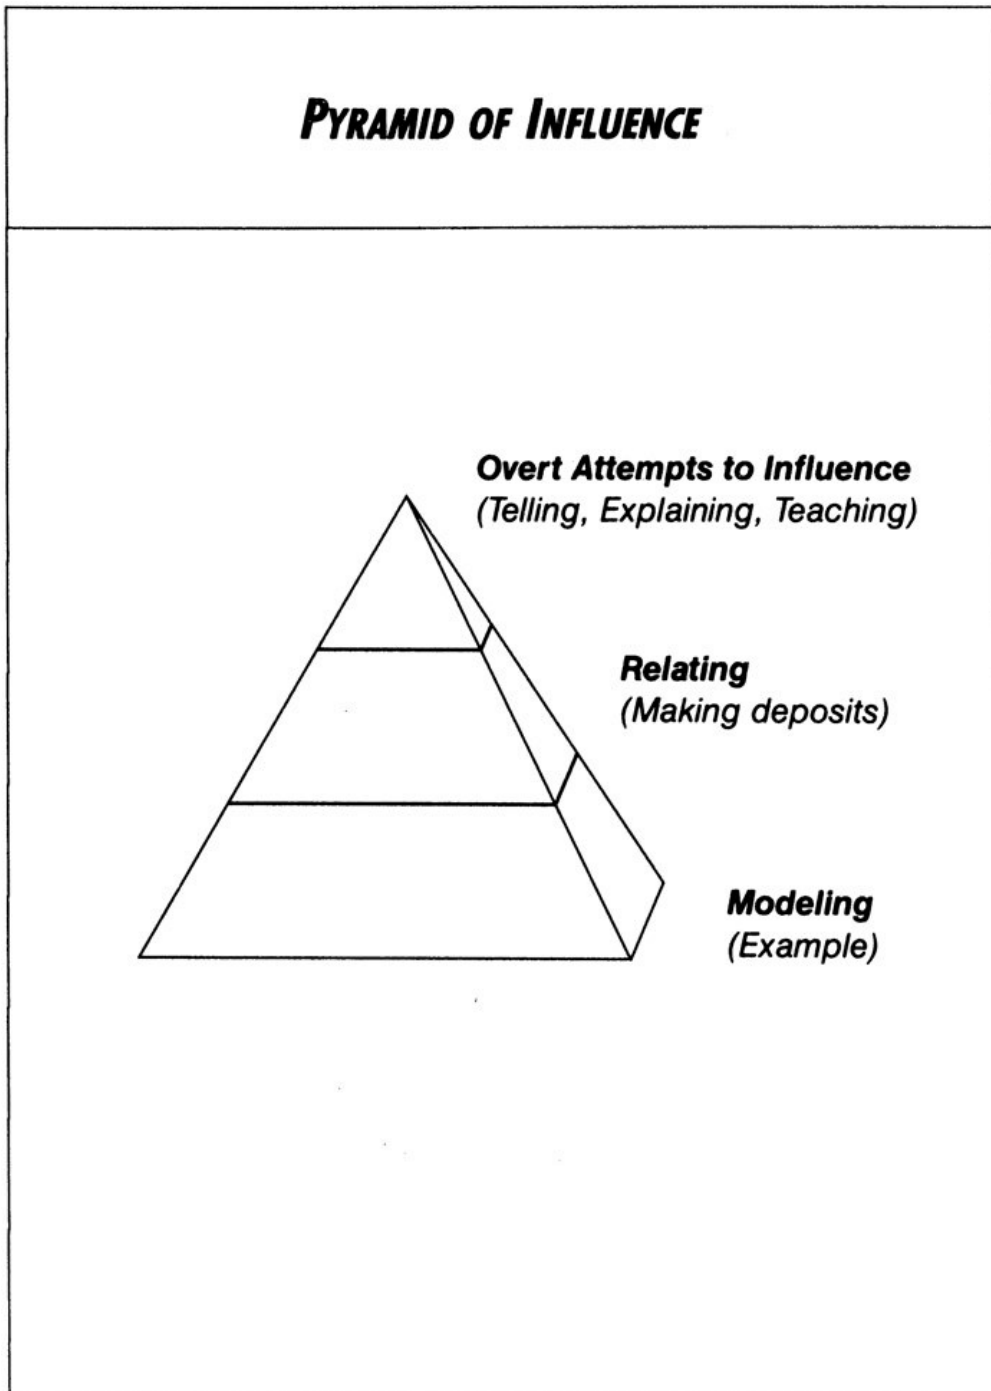 PYRAMID OF INFLUENCE
Overt Attempts to Influence
(Telling, Explaining, Teaching)
Relating
(Making deposits)
Modeling
(Example)